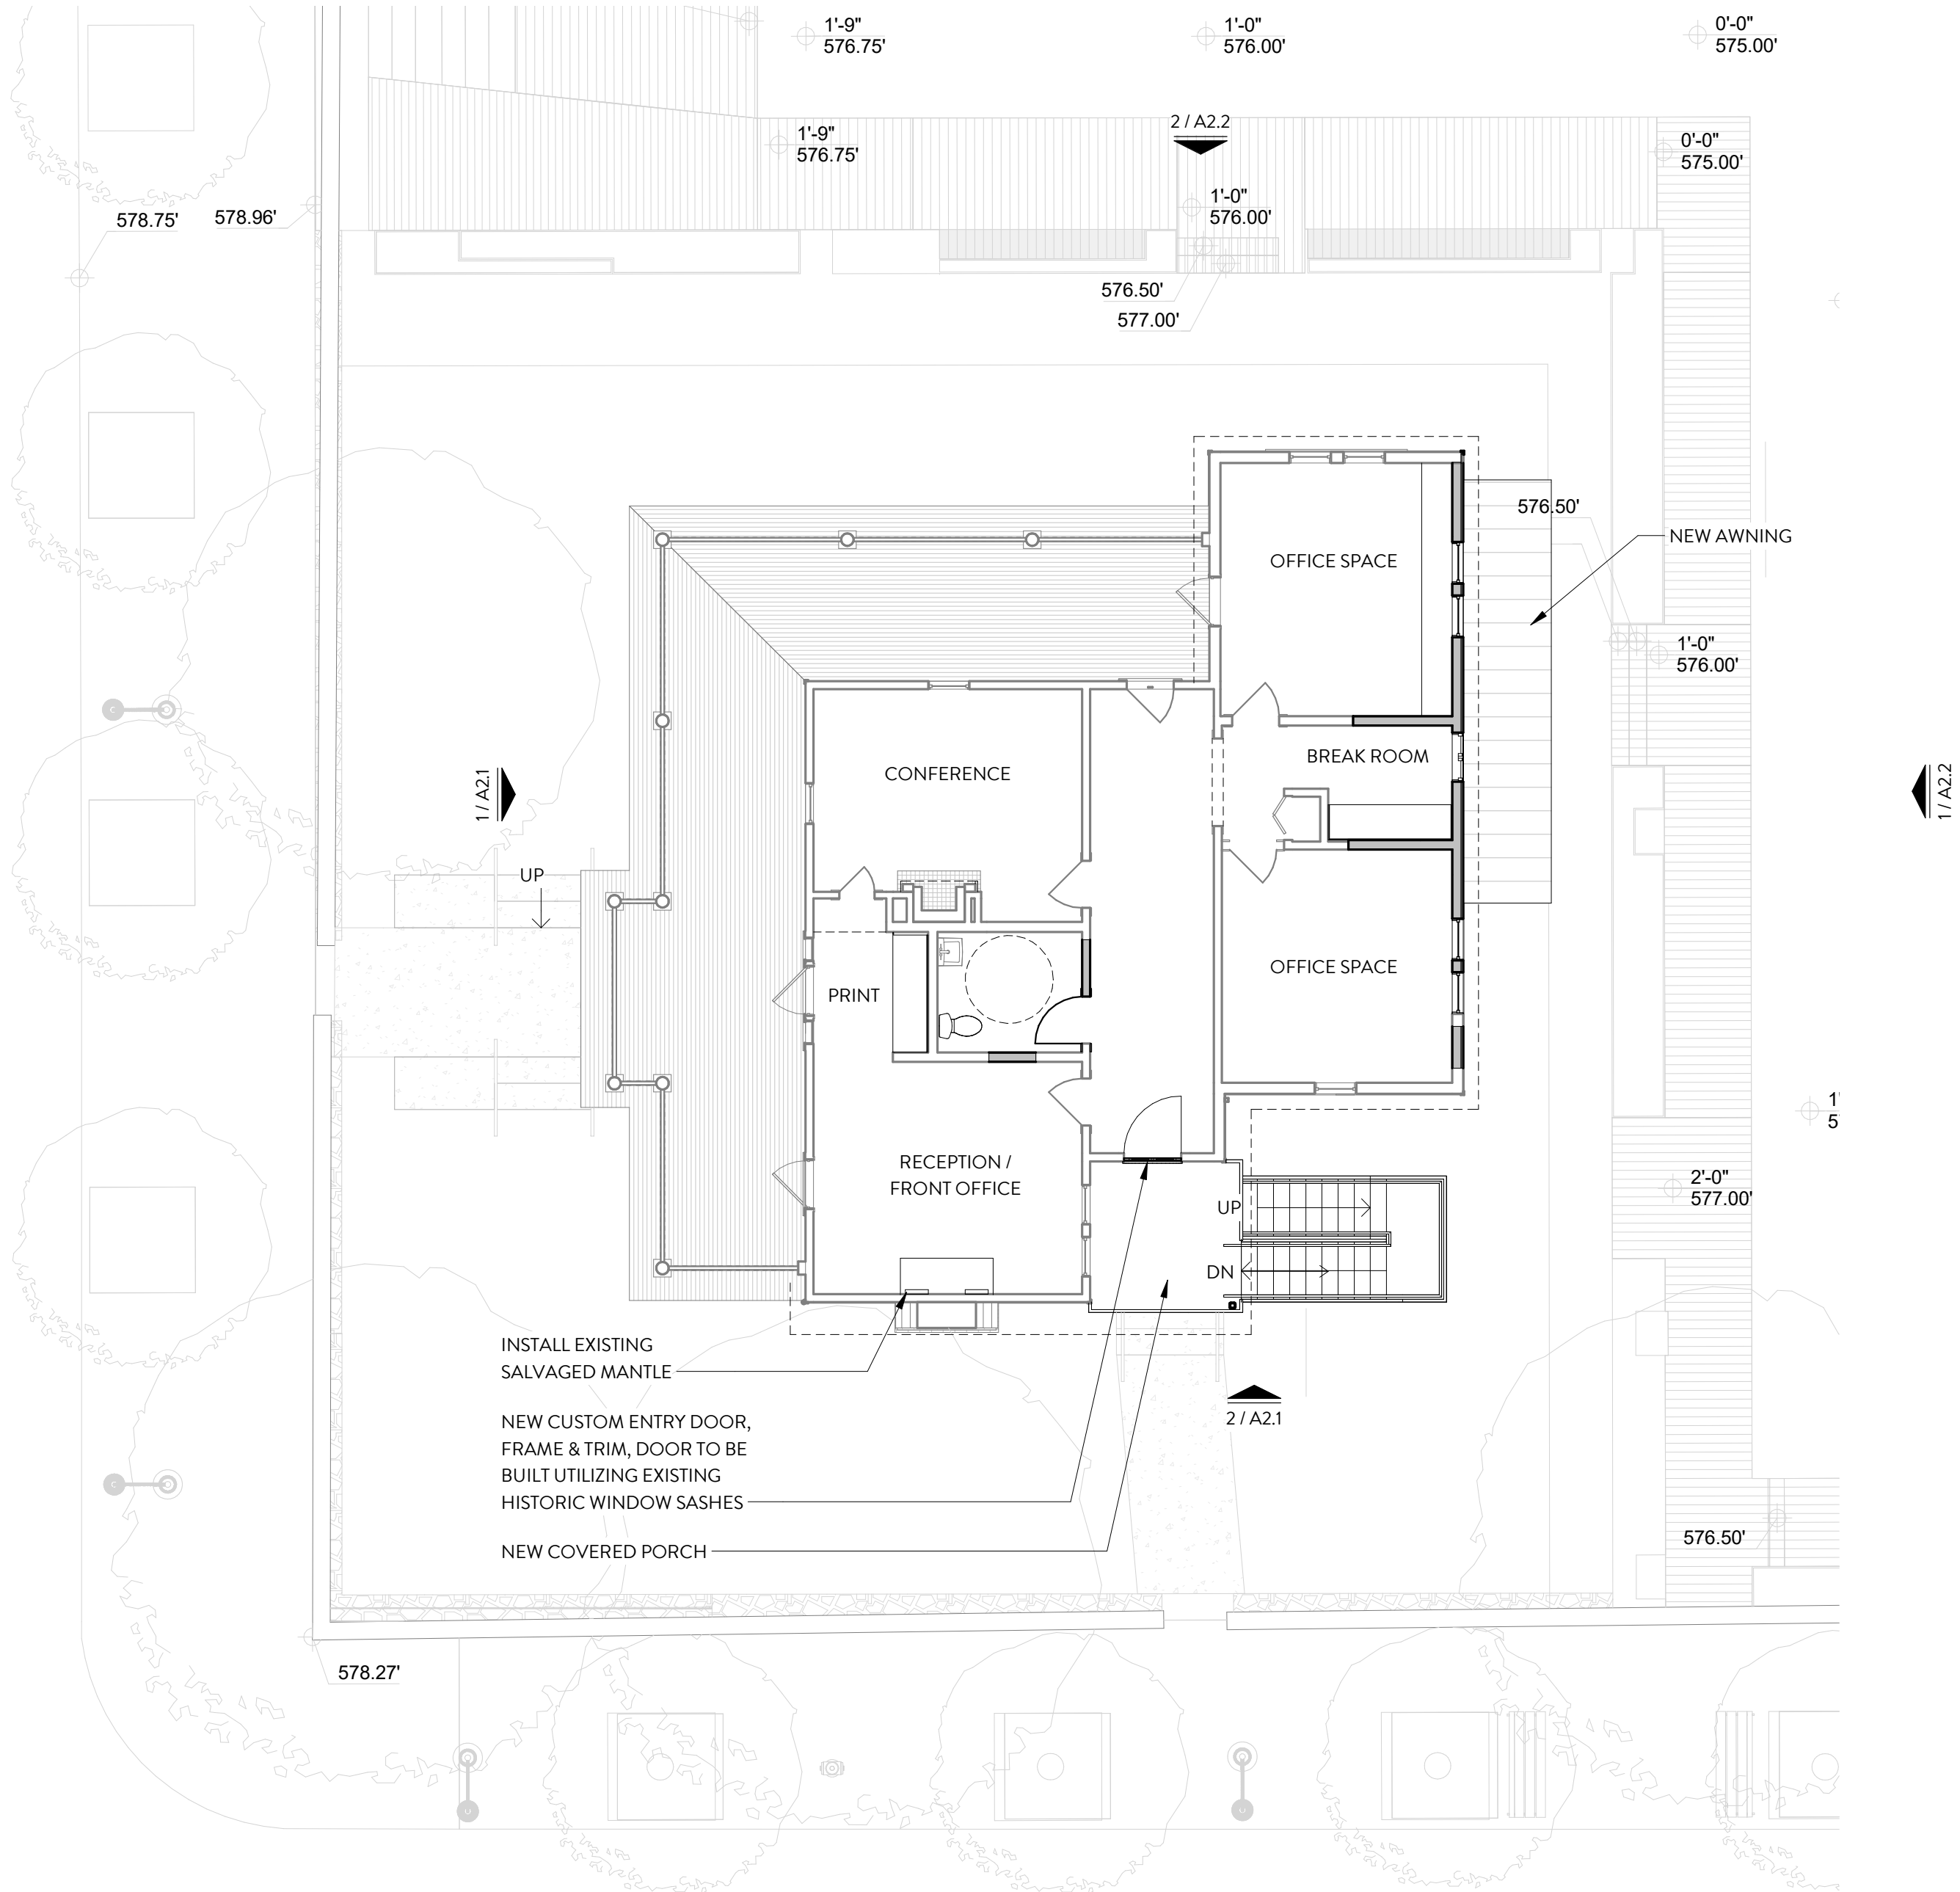 1'-9"
576.75'
1'-0"
576.00'
0'-0"
575.00'
2 / A2.2
1'-9"
576.75'
0'-0"
575.00'
1'-0"
576.00'
578.75'
578.96'
576.50'
577.00'
576.50'
NEW AWNING
OFFICE SPACE
1'-0"
576.00'
BREAK ROOM
CONFERENCE
1 / A2.1
1 / A2.2
UP
OFFICE SPACE
PRINT
1'
5
RECEPTION /
FRONT OFFICE
2'-0"
577.00'
UP
DN
INSTALL EXISTING
SALVAGED MANTLE
2 / A2.1
NEW CUSTOM ENTRY DOOR,
FRAME & TRIM, DOOR TO BE
BUILT UTILIZING EXISTING
HISTORIC WINDOW SASHES
576.50'
NEW COVERED PORCH
578.27'